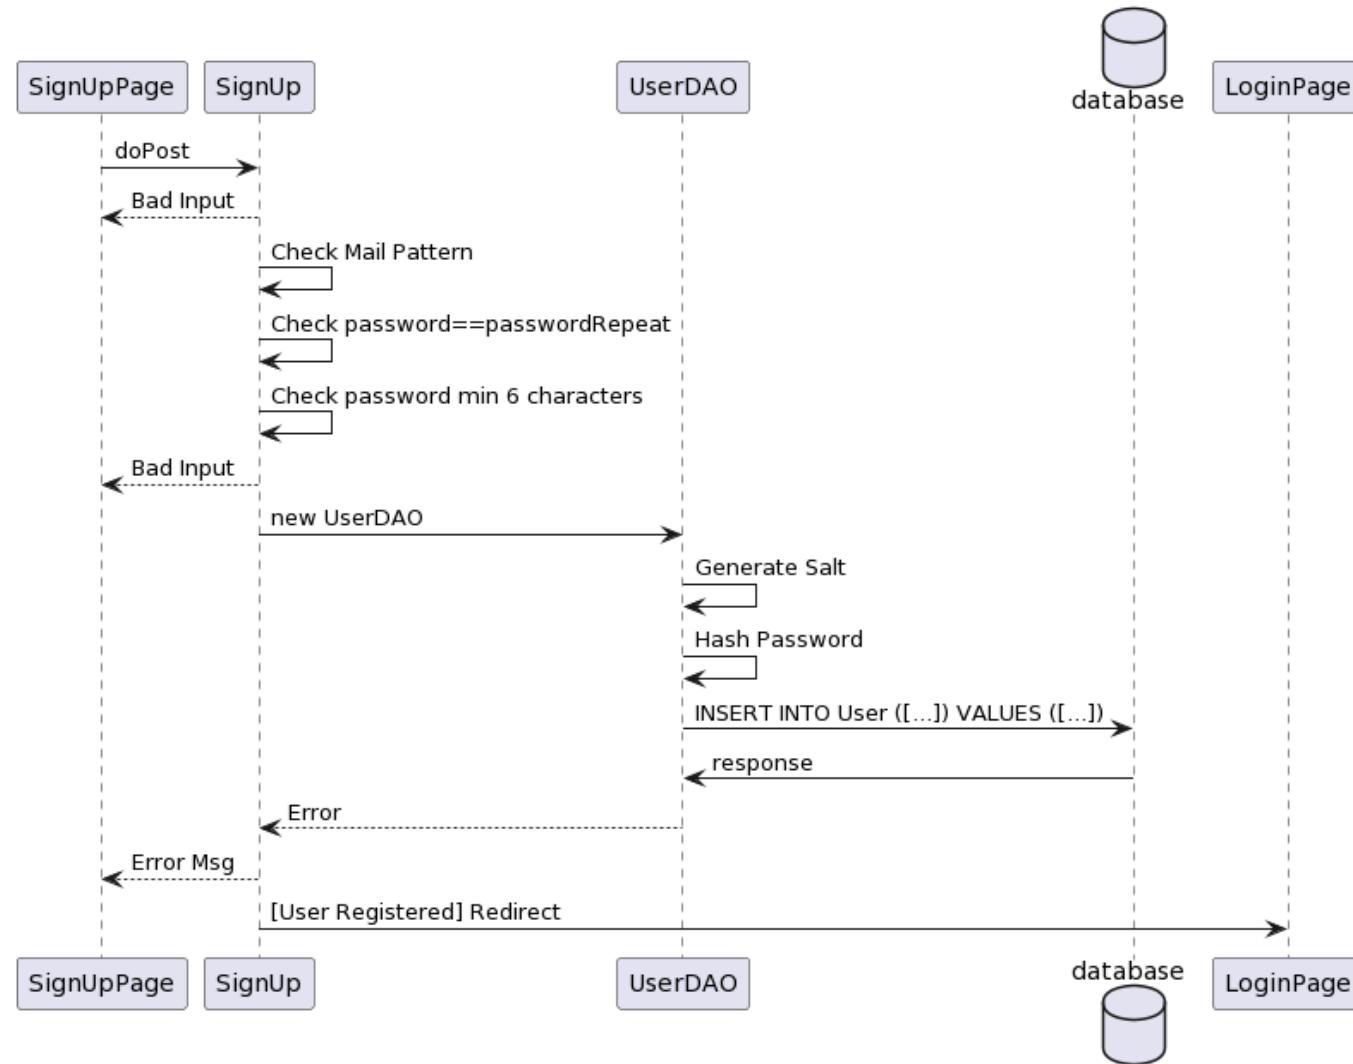 SignUpPage
SignUp
UserDAO
database
LoginPage
doPost
Bad Input
Check Mail Pattern
Check password==passwordRepeat
Check password min 6 characters
Bad Input
new UserDAO
Generate Salt
Hash Password
INSERT INTO User ([...]) VALUES ([...])
response
Error
Error Msg
[User Registered] Redirect
SignUpPage
SignUp
UserDAO
database
LoginPage